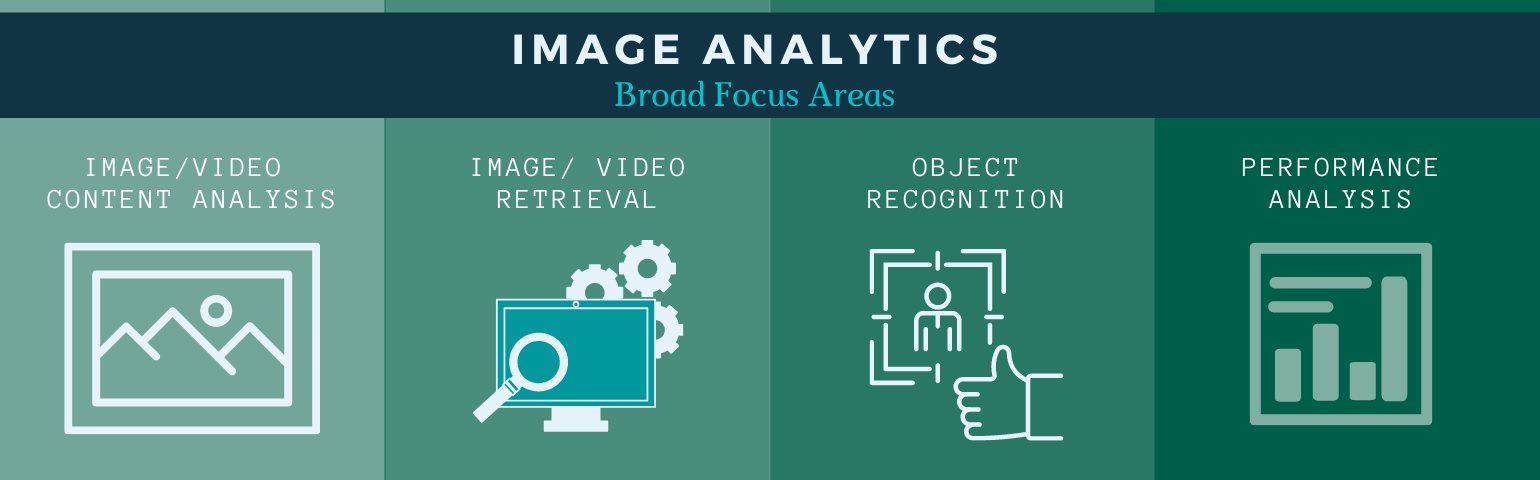 IMAGE ANALYTICS
Broad Focus Areas
IMAGE/VIDEO
CONTENT ANALYSIS
IMAGE/ VIDEO
RETRIEVAL
OBJECT
RECOGNITION
PERFORMANCE
ANALYSIS